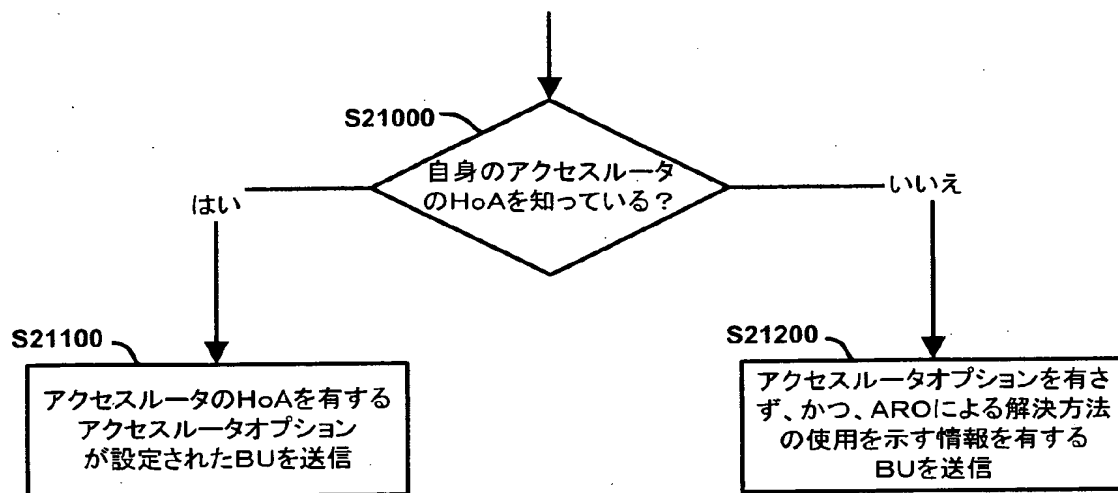 S21000
自身のアクセスルータ
のHoAを知っている？
はい
いいえ
S21100
アクセスルータのHoAを有する
アクセスルータオプション
が設定されたBUを送信
S21200
アクセスルータオプションを有さ
ず、かつ、AROによる解決方法
の使用を示す情報を有する
BUを送信